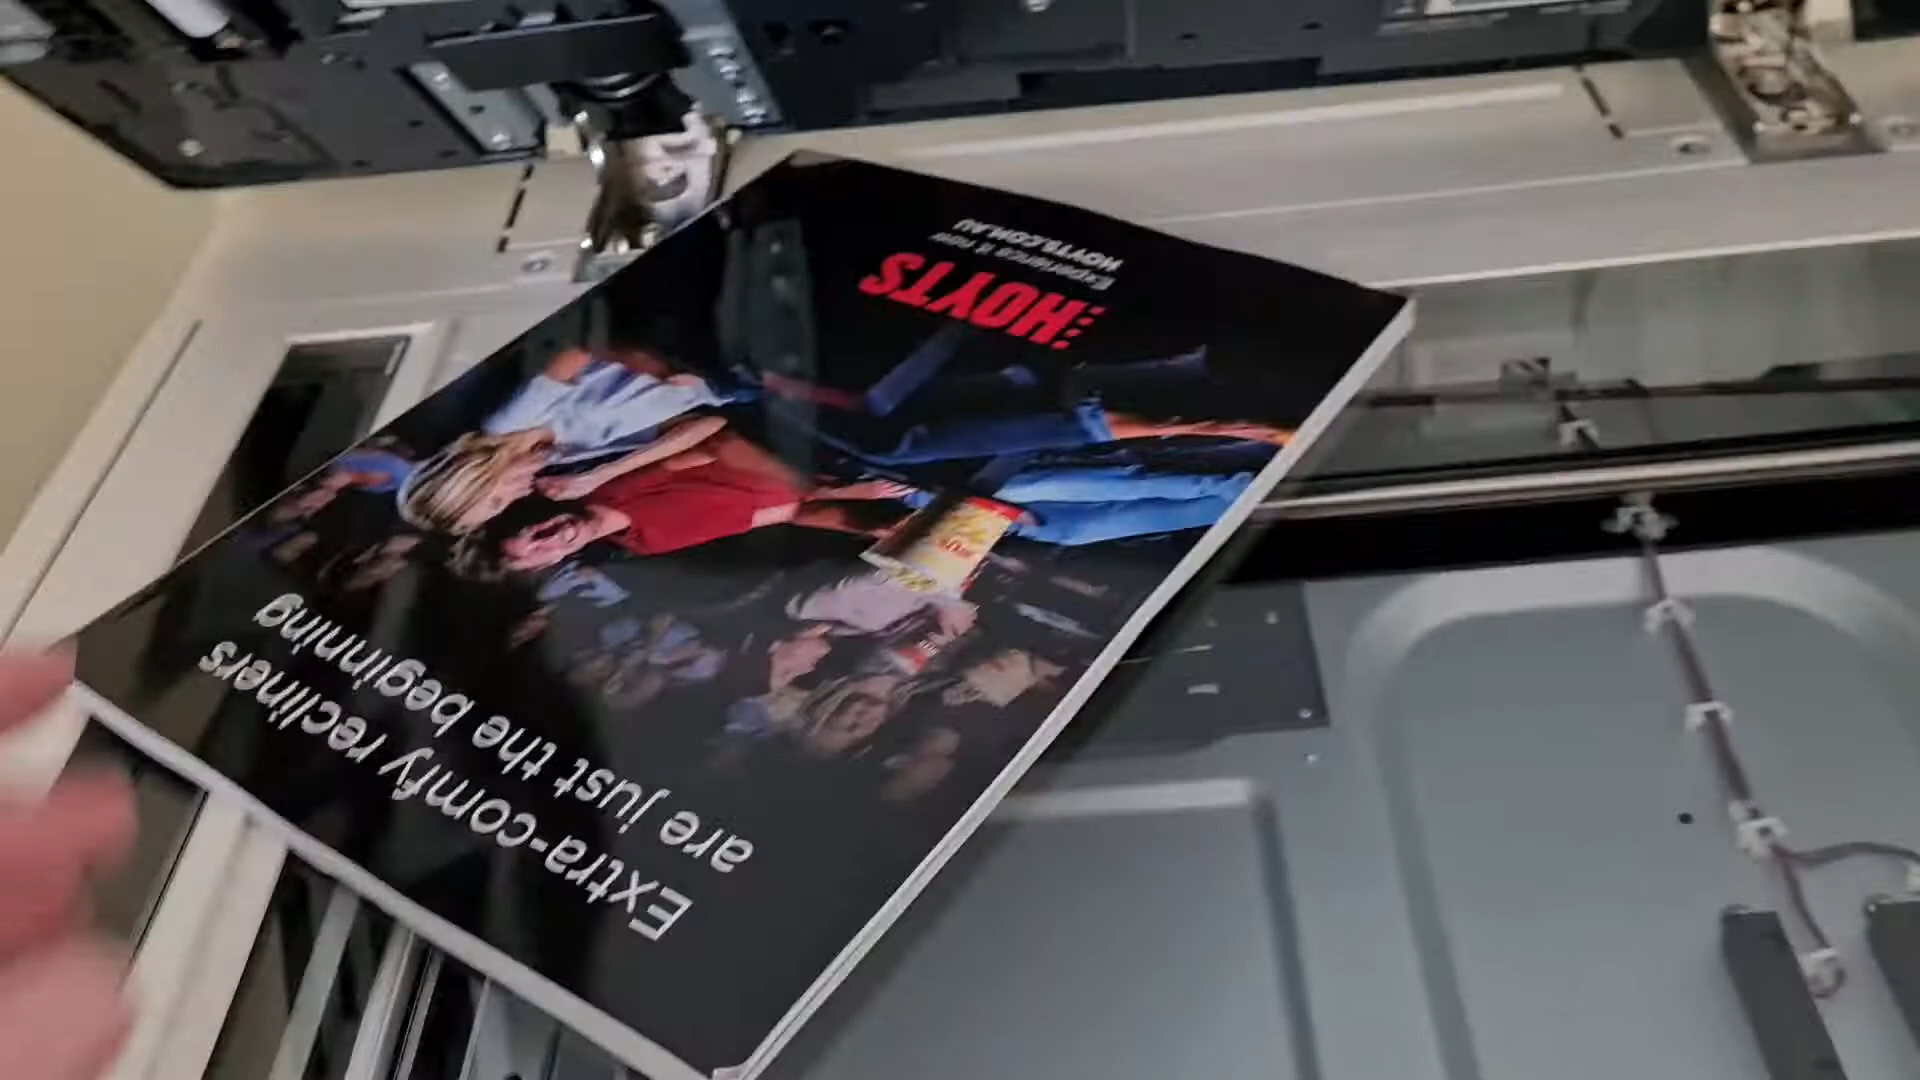 Extra-comfy recliners
are just the beginning
HOYTS
Experience it now
HOYTS.COM.AU